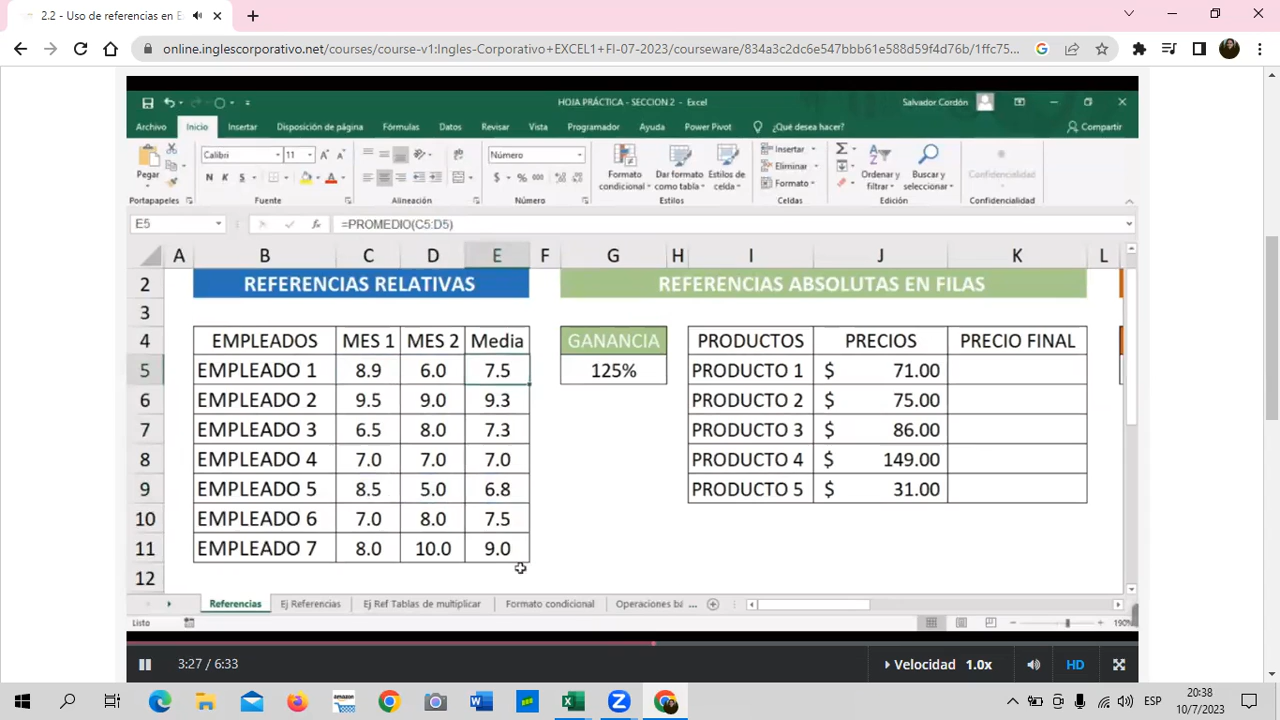 2.2 - Uso de referencias en E
online.inglescorporativo.net/courses/course-v1:Ingles-Corporativo+EXCEL1+FI-07-2023/courseware/834a3c2dc6e547bbb61e588d59f4d76b/1ffc75...
HOJA PRÁCTICA - SECCION 2 - Excel
Salvador Cordón
Archivo Inicio Insertar Disposición de página Fórmulas Datos Revisar Vista Programador Ayuda Power Pivot ¿Qué desea hacer? Compartir
Pegar
Calibri 11
N K S
Número
$ % 000
Formato condicional
Dar formato como tabla
Estilos de celda
Insertar
Eliminar
Formato
Ordenar y filtrar
Buscar y seleccionar
Confidencialidad
Portapapeles Fuente Alineación Número Estilos Celdas Edición Confidencialidad
E5 fx =PROMEDIO(C5:D5)
A B C D E F G H I J K L
2 REFERENCIAS RELATIVAS REFERENCIAS ABSOLUTAS EN FILAS
3
4 EMPLEADOS MES 1 MES 2 Media GANANCIA PRODUCTOS PRECIOS PRECIO FINAL
5 EMPLEADO 1 8.9 6.0 7.5 125% PRODUCTO 1 $ 71.00
6 EMPLEADO 2 9.5 9.0 9.3 PRODUCTO 2 $ 75.00
7 EMPLEADO 3 6.5 8.0 7.3 PRODUCTO 3 $ 86.00
8 EMPLEADO 4 7.0 7.0 7.0 PRODUCTO 4 $ 149.00
9 EMPLEADO 5 8.5 5.0 6.8 PRODUCTO 5 $ 31.00
10 EMPLEADO 6 7.0 8.0 7.5
11 EMPLEADO 7 8.0 10.0 9.0
12
Referencias Ej Referencias Ej Ref Tablas de multiplicar Formato condicional Operaciones bá ...
Listo 190%
3:27 / 6:33 Velocidad 1.0x HD
ESP
20:38
10/7/2023